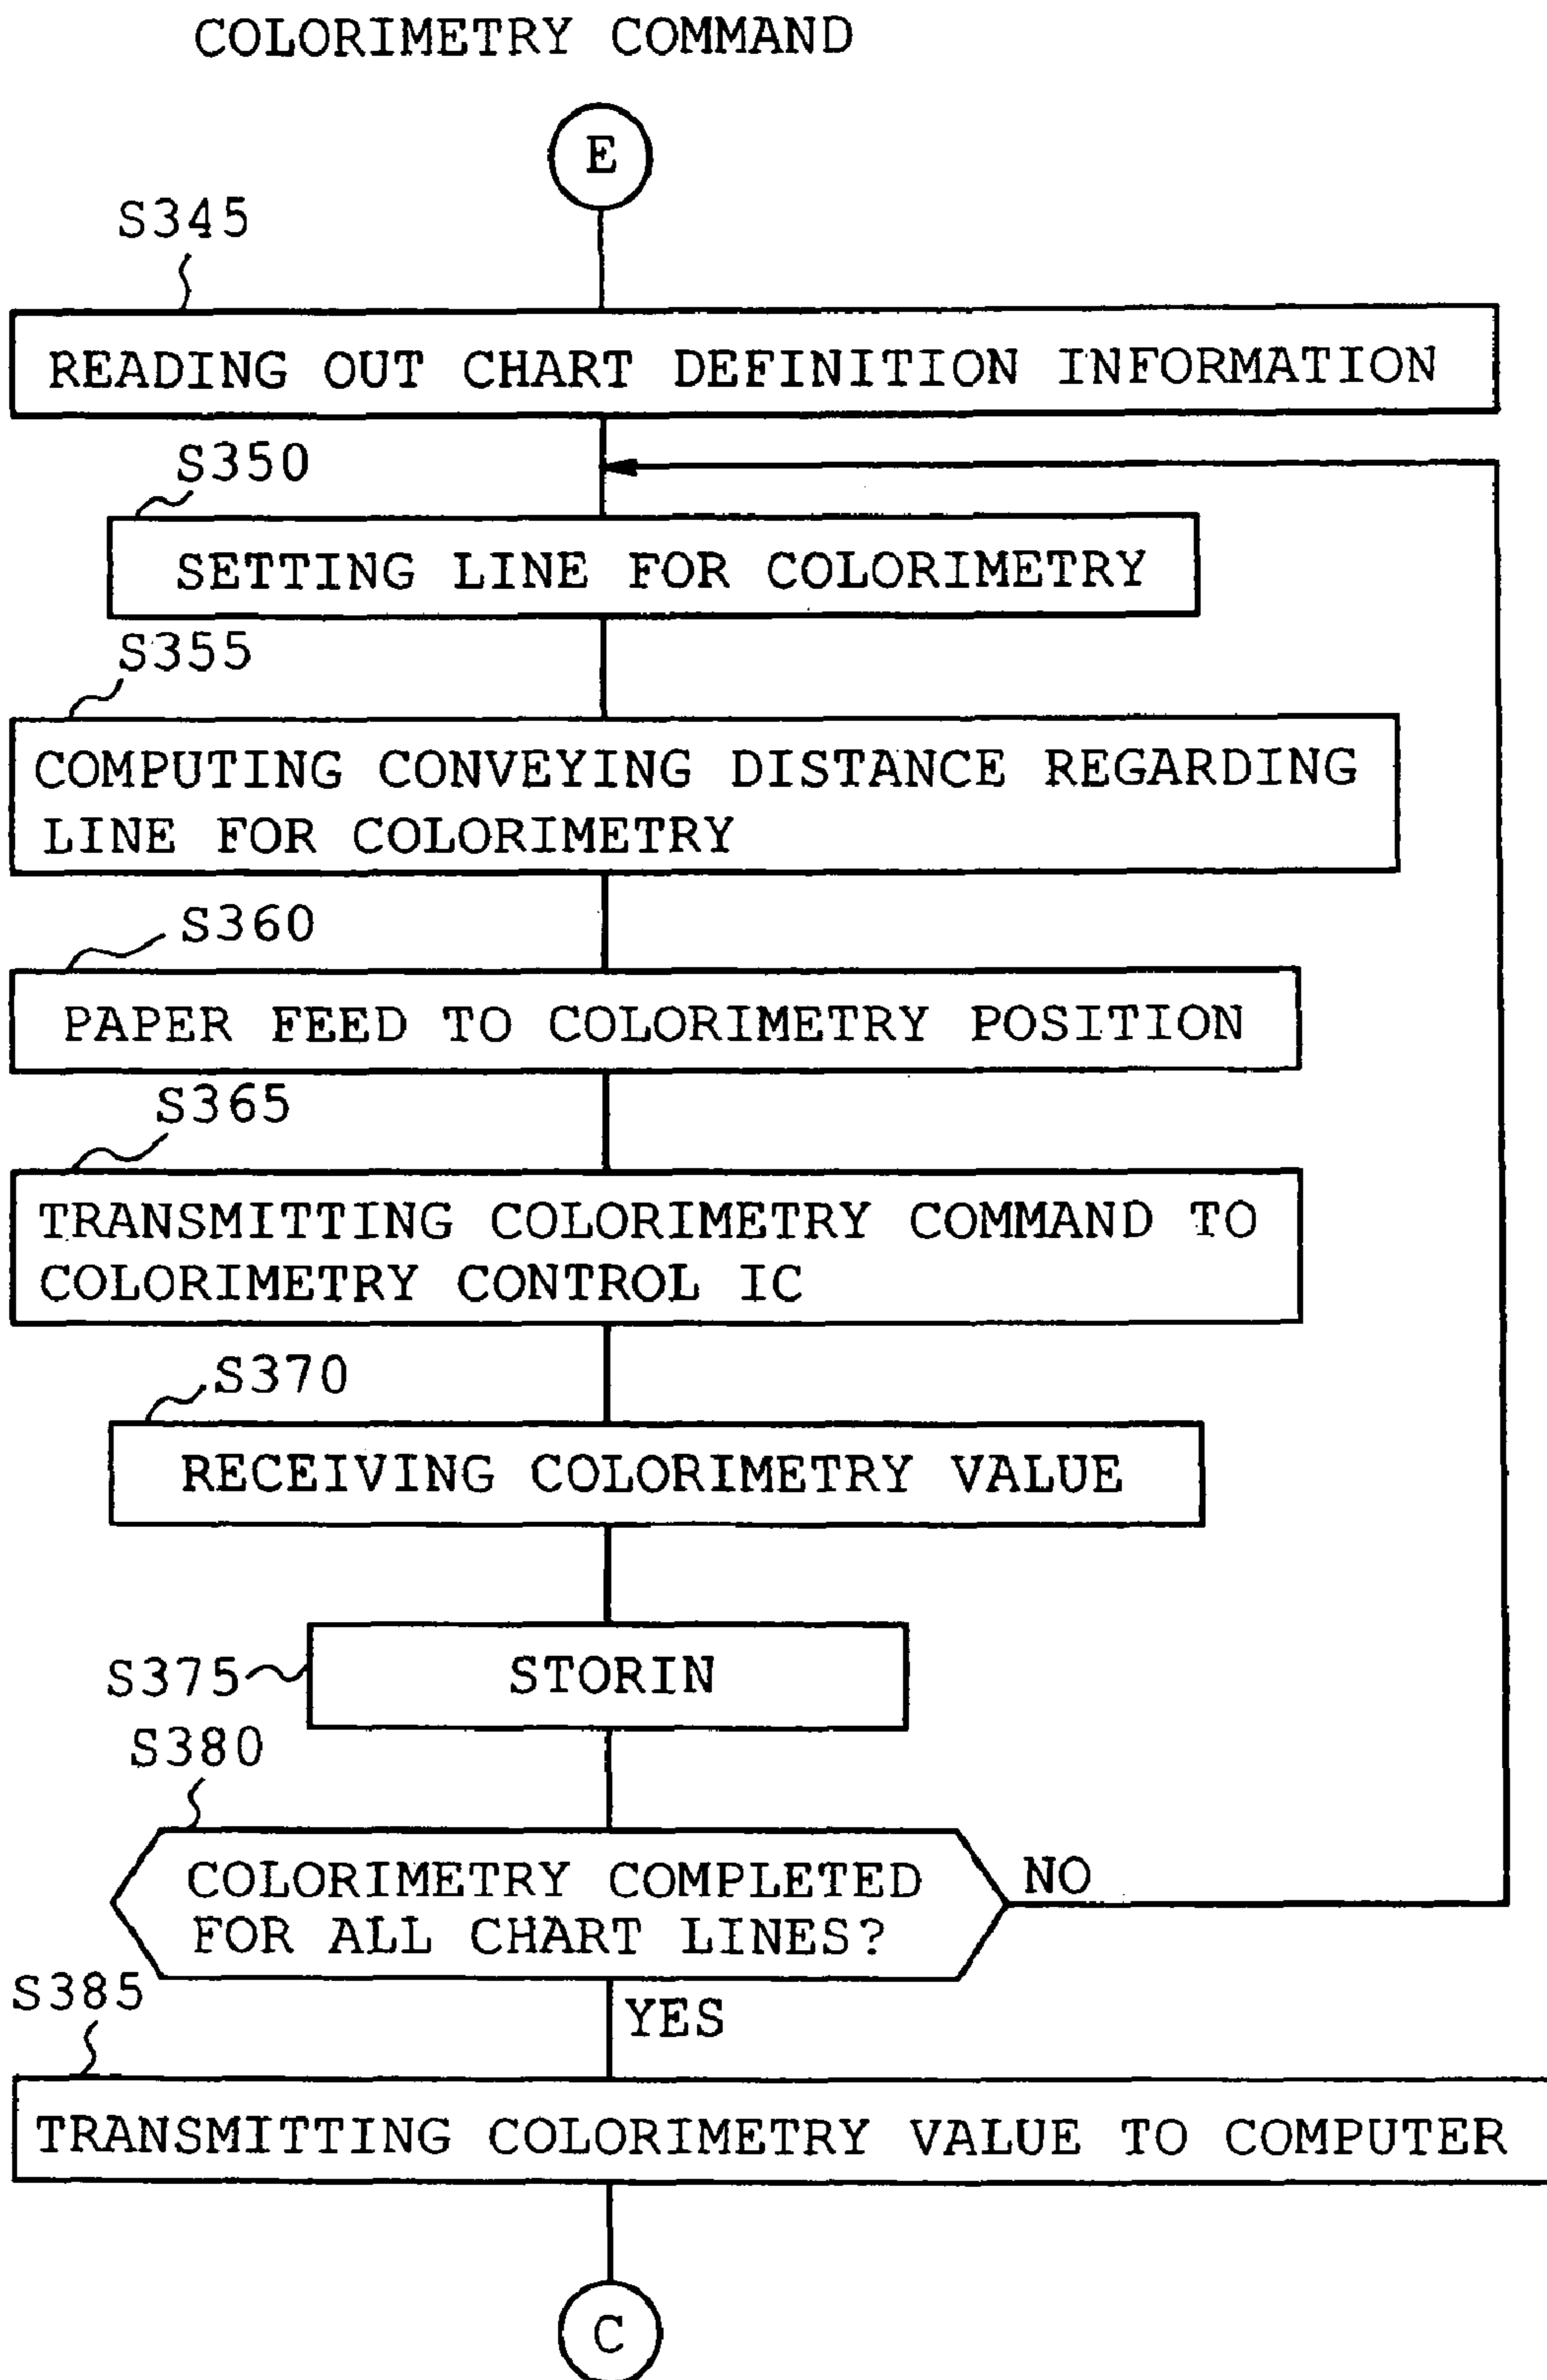 COLORIMETRY COMMAND
E
S345
READING OUT CHART DEFINITION INFORMATION
S350
SETTING LINE FOR COLORIMETRY
S355
COMPUTING CONVEYING DISTANCE REGARDING
LINE FOR COLORIMETRY
S360
PAPER FEED TO COLORIMETRY POSITION
S365
TRANSMITTING COLORIMETRY COMMAND TO
COLORIMETRY CONTROL IC
S370
RECEIVING COLORIMETRY VALUE
S375
STORIN
S380
COLORIMETRY COMPLETED
FOR ALL CHART LINES?
NO
YES
S385
TRANSMITTING COLORIMETRY VALUE TO COMPUTER
C